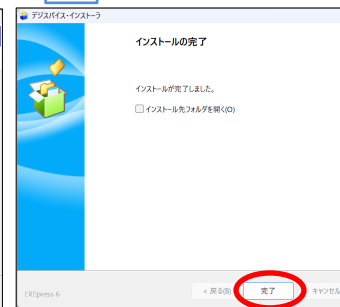 デジスパイス・インストーラ
インストールの完了
インストールが完了しました。
インストール先フォルダを開く(O)
EXEpress 6
< 戻る(B)
完了
キャンセル